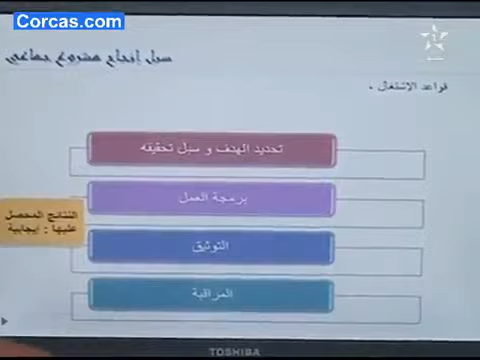 Corcas.com
سبل إنجاح مشروع جماعي
قواعد الاشتغال .
تحديد الهدف و سبل تحقيقه
برمجة العمل
النتائج المحصل
عليها : إيجابية
التوثيق
المراقبة
TOSHIBA